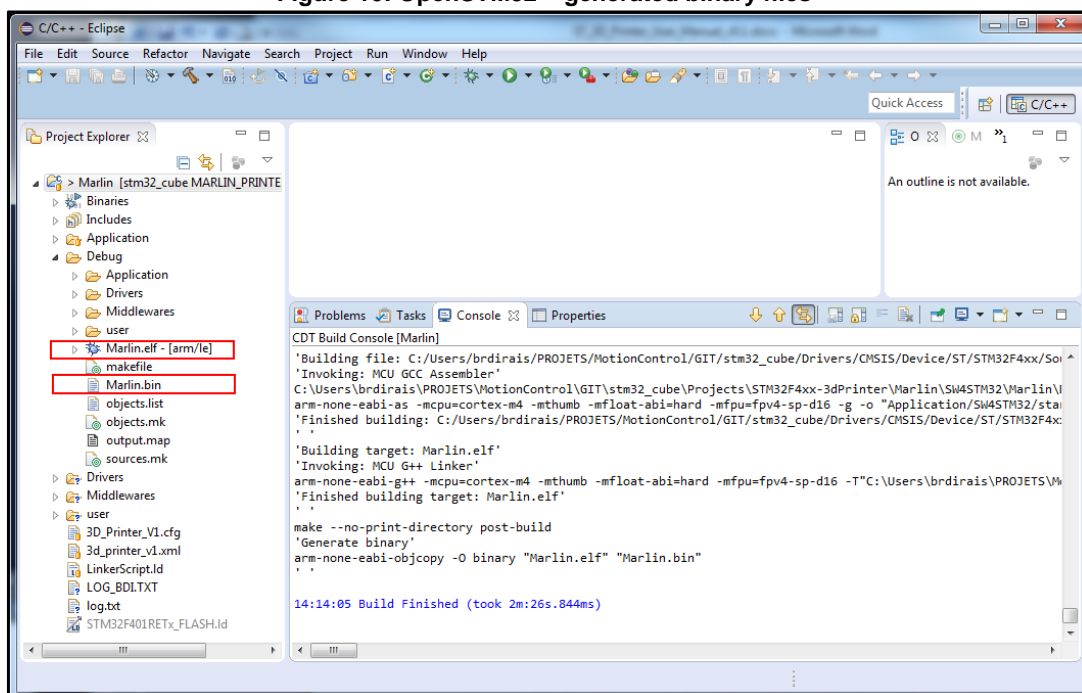 C/C++ - Eclipse
File Edit Source Refactor Navigate Search Project Run Window Help
Quick Access
C/C++
Project Explorer
> Marlin [stm32_cube MARLIN_PRINTE
Binaries
Includes
Application
Debug
Application
Drivers
Middlewares
user
Marlin.elf - [arm/le]
makefile
Marlin.bin
objects.list
objects.mk
output.map
sources.mk
Drivers
Middlewares
user
3D_Printer_V1.cfg
3d_printer_v1.xml
LinkerScript.ld
LOG_BDI.TXT
log.txt
STM32F401RETx_FLASH.ld
O M »1
An outline is not available.
Problems Tasks Console Properties
CDT Build Console [Marlin]
'Building file: C:/Users/brdirais/PROJETS/MotionControl/GIT/stm32_cube/Drivers/CMSIS/Device/ST/STM32F4xx/Sou
'Invoking: MCU GCC Assembler'
C:\Users\brdirais\PROJETS\MotionControl\GIT\stm32_cube\Projects\STM32F4xx-3dPrinter\Marlin\SW4STM32\Marlin\
arm-none-eabi-as -mcpu=cortex-m4 -mthumb -mfloat-abi=hard -mfpu=fpv4-sp-d16 -g -o "Application/SW4STM32/sta
'Finished building: C:/Users/brdirais/PROJETS/MotionControl/GIT/stm32_cube/Drivers/CMSIS/Device/ST/STM32F4x
' '
'Building target: Marlin.elf'
'Invoking: MCU G++ Linker'
arm-none-eabi-g++ -mcpu=cortex-m4 -mthumb -mfloat-abi=hard -mfpu=fpv4-sp-d16 -T"C:\Users\brdirais\PROJETS\M
'Finished building target: Marlin.elf'
' '
make --no-print-directory post-build
'Generate binary'
arm-none-eabi-objcopy -O binary "Marlin.elf" "Marlin.bin"
' '
14:14:05 Build Finished (took 2m:26s.844ms)